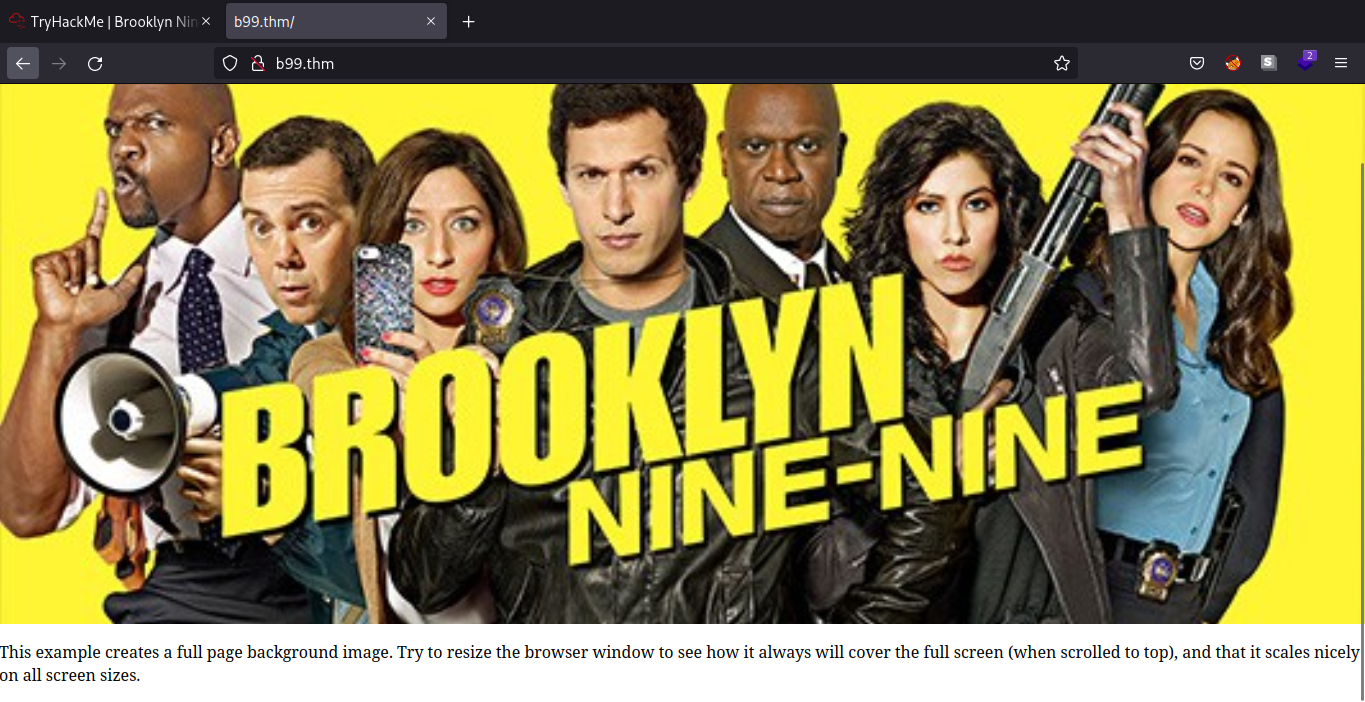 TryHackMe | Brooklyn Nin
b99.thm/
b99.thm
S
2
BROOKLYN
NINE-NINE
This example creates a full page background image. Try to resize the browser window to see how it always will cover the full screen (when scrolled to top), and that it scales nicely
on all screen sizes.